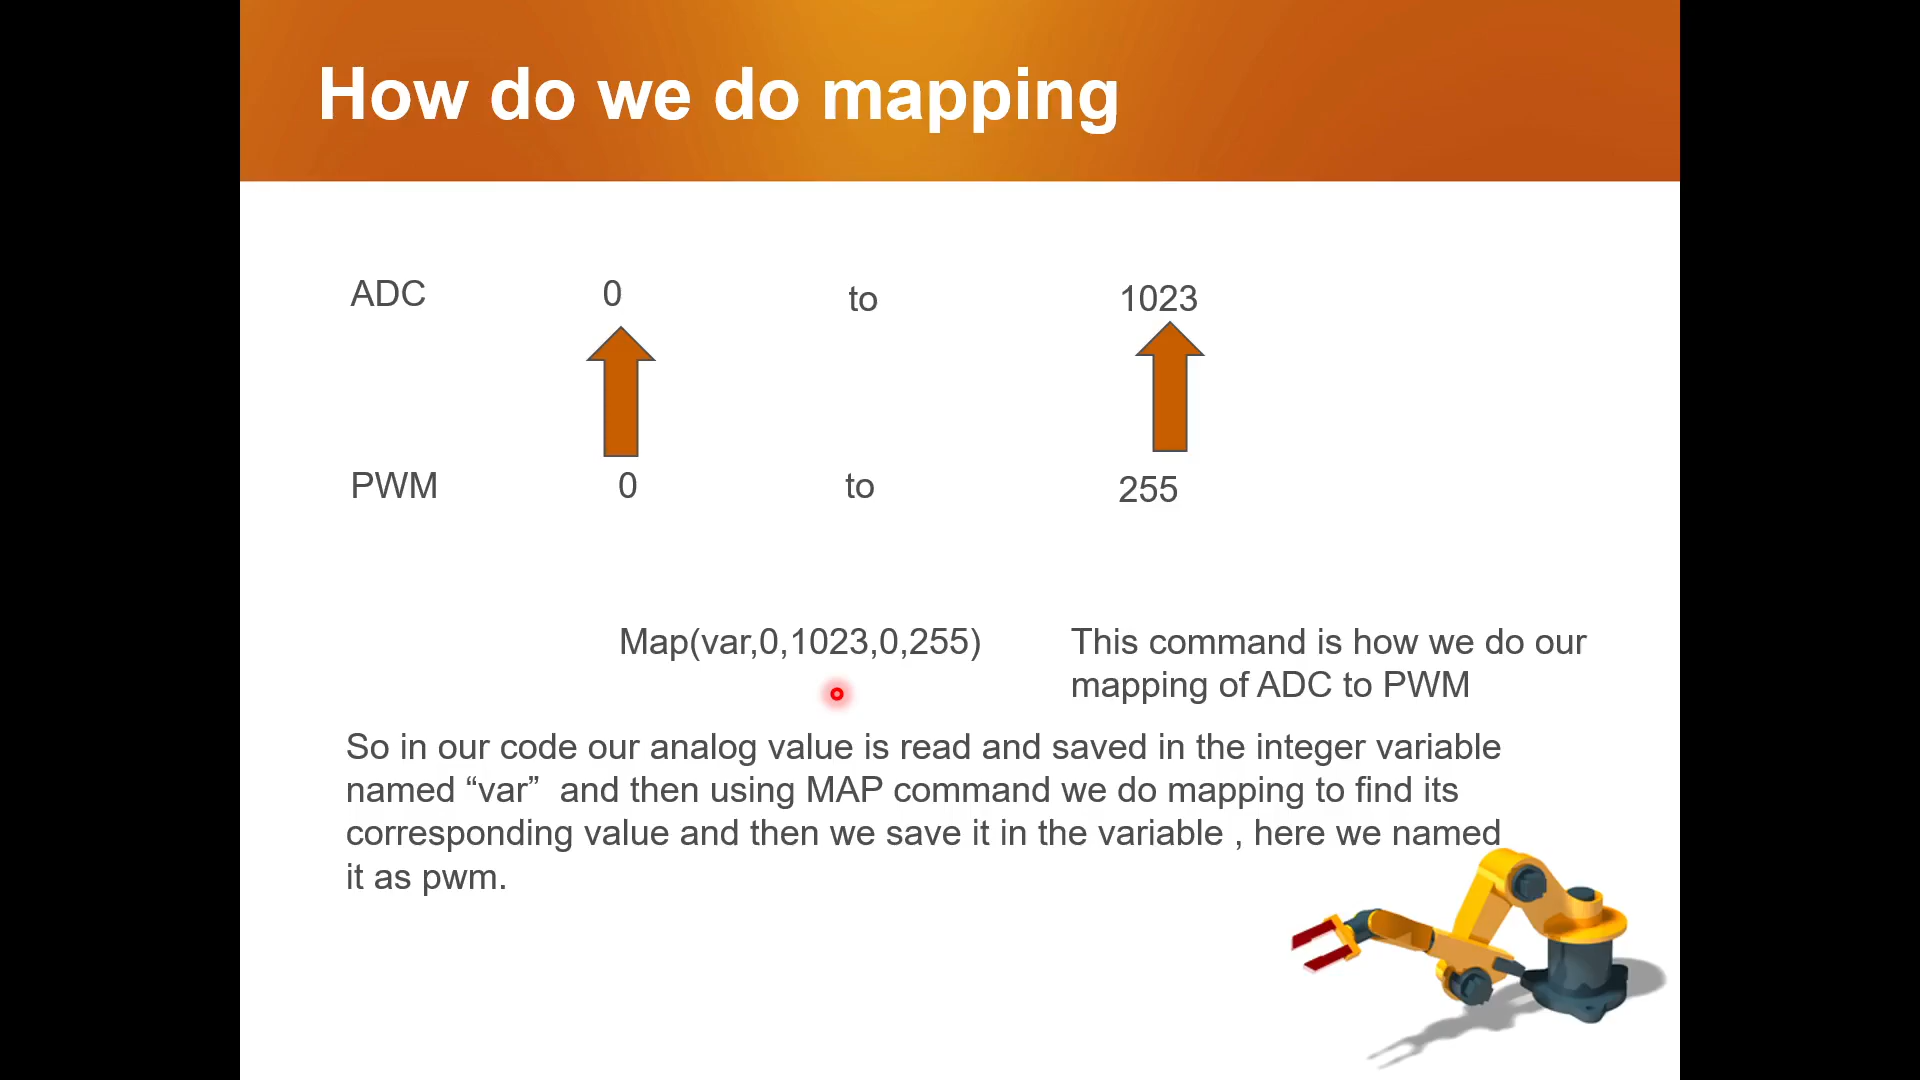 How do we do mapping
ADC 0 to 1023
PWM 0 to 255
Map(var,0,1023,0,255)
This command is how we do our
mapping of ADC to PWM
So in our code our analog value is read and saved in the integer variable
named “var”  and then using MAP command we do mapping to find its
corresponding value and then we save it in the variable , here we named
it as pwm.